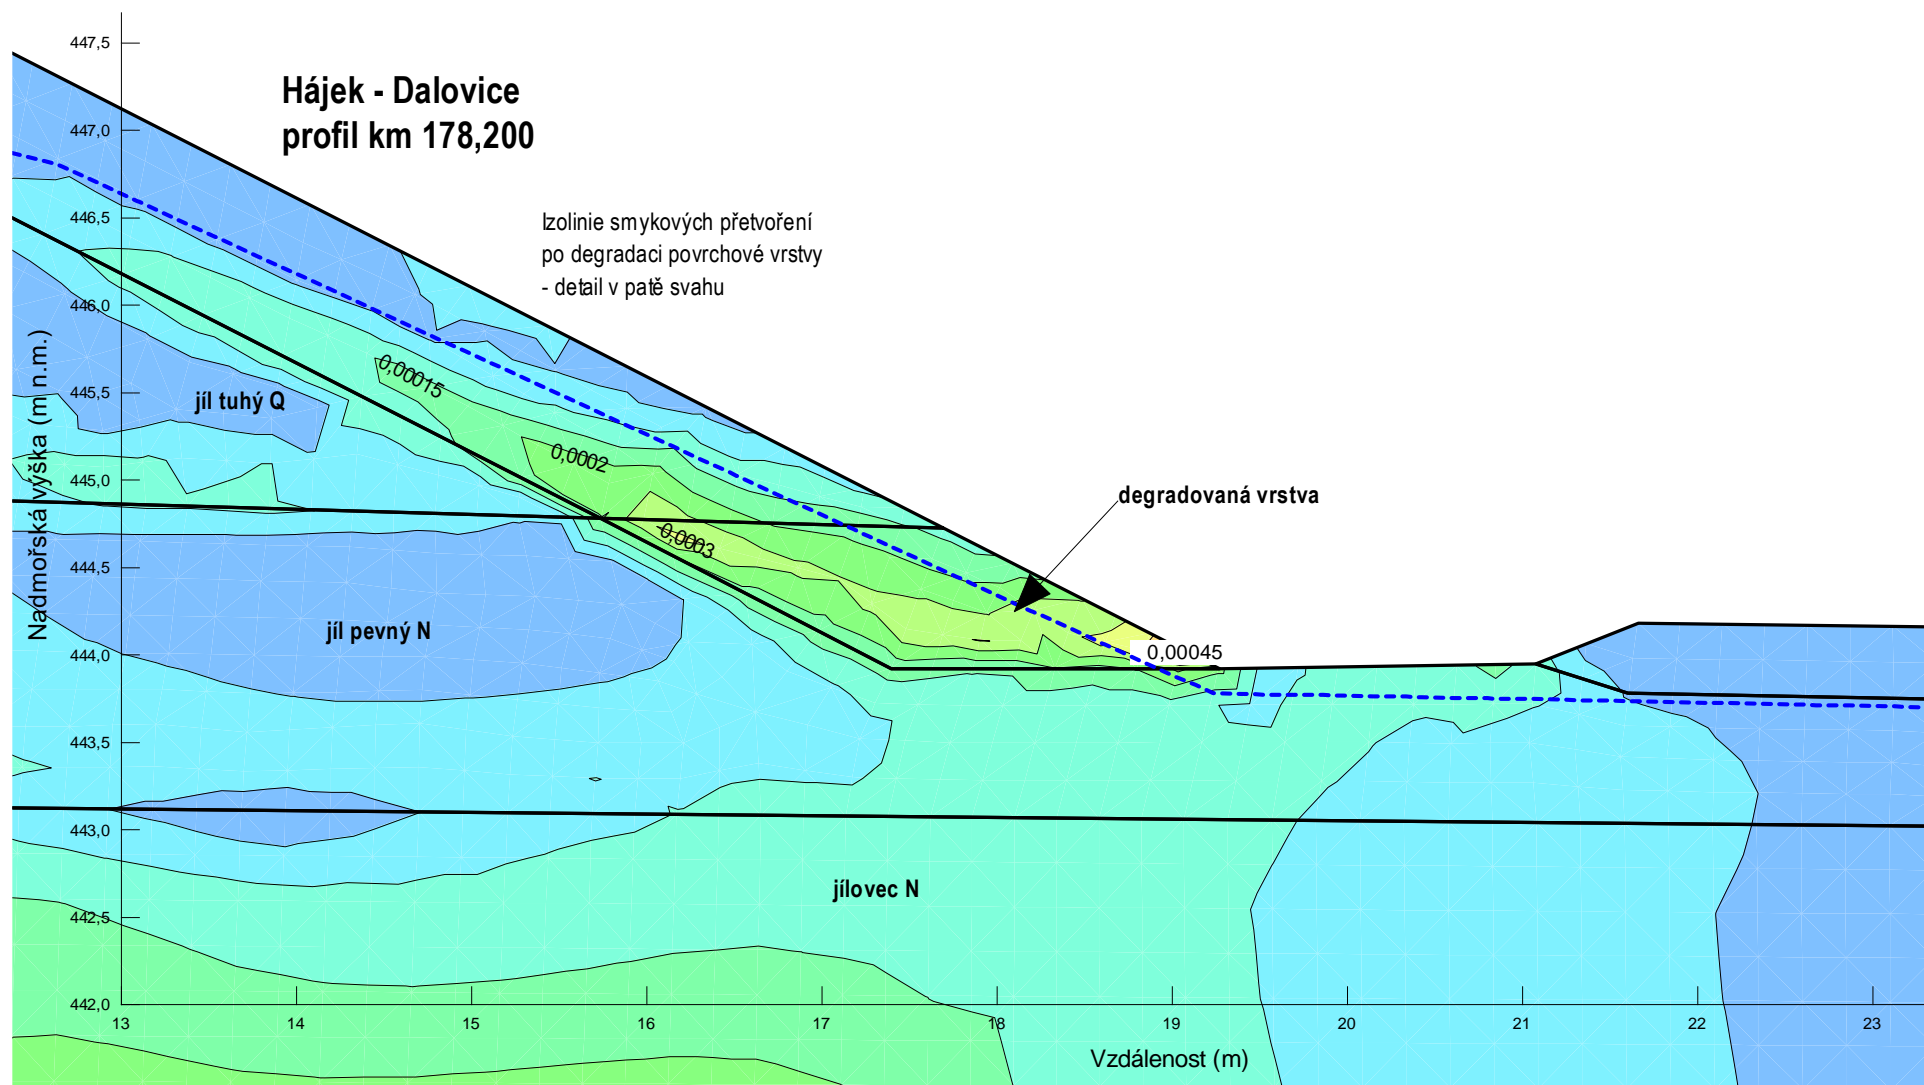 447,5
Hájek - Dalovice
profil km 178,200
447,0
Izolinie smykových přetvoření
po degradaci povrchové vrstvy
- detail v patě svahu
446,5
446,0
0,00015
445,5
jíl tuhý Q
Nadmořská výška (m n.m.)
0,0002
445,0
degradovaná vrstva
0,0003
444,5
jíl pevný N
0,00045
444,0
443,5
443,0
jílovec N
442,5
442,0
13 14 15 16 17 18 19 20 21 22 23
Vzdálenost (m)